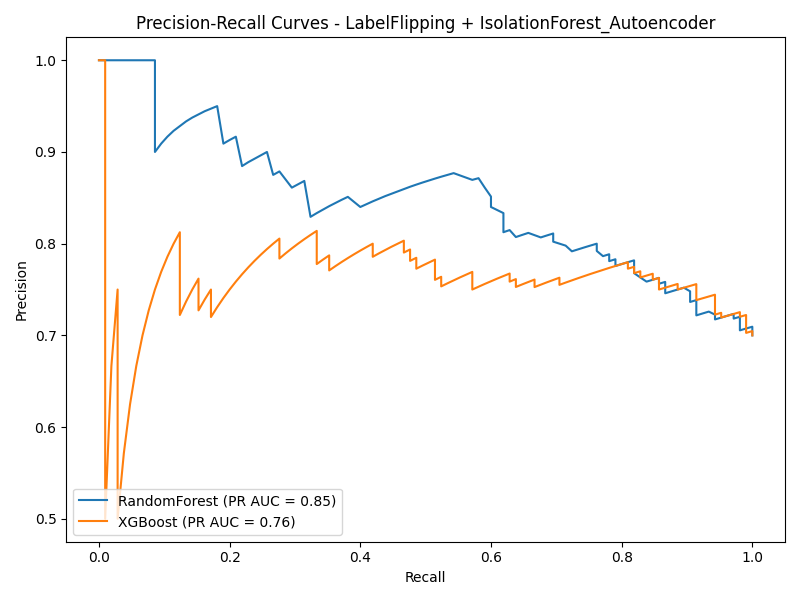 Precision-Recall Curves - LabelFlipping + IsolationForest_Autoencoder
1.0
0.9
0.8
0.7
0.6
0.5
Precision
RandomForest (PR AUC = 0.85)
XGBoost (PR AUC = 0.76)
0.0 0.2 0.4 0.6 0.8 1.0
Recall